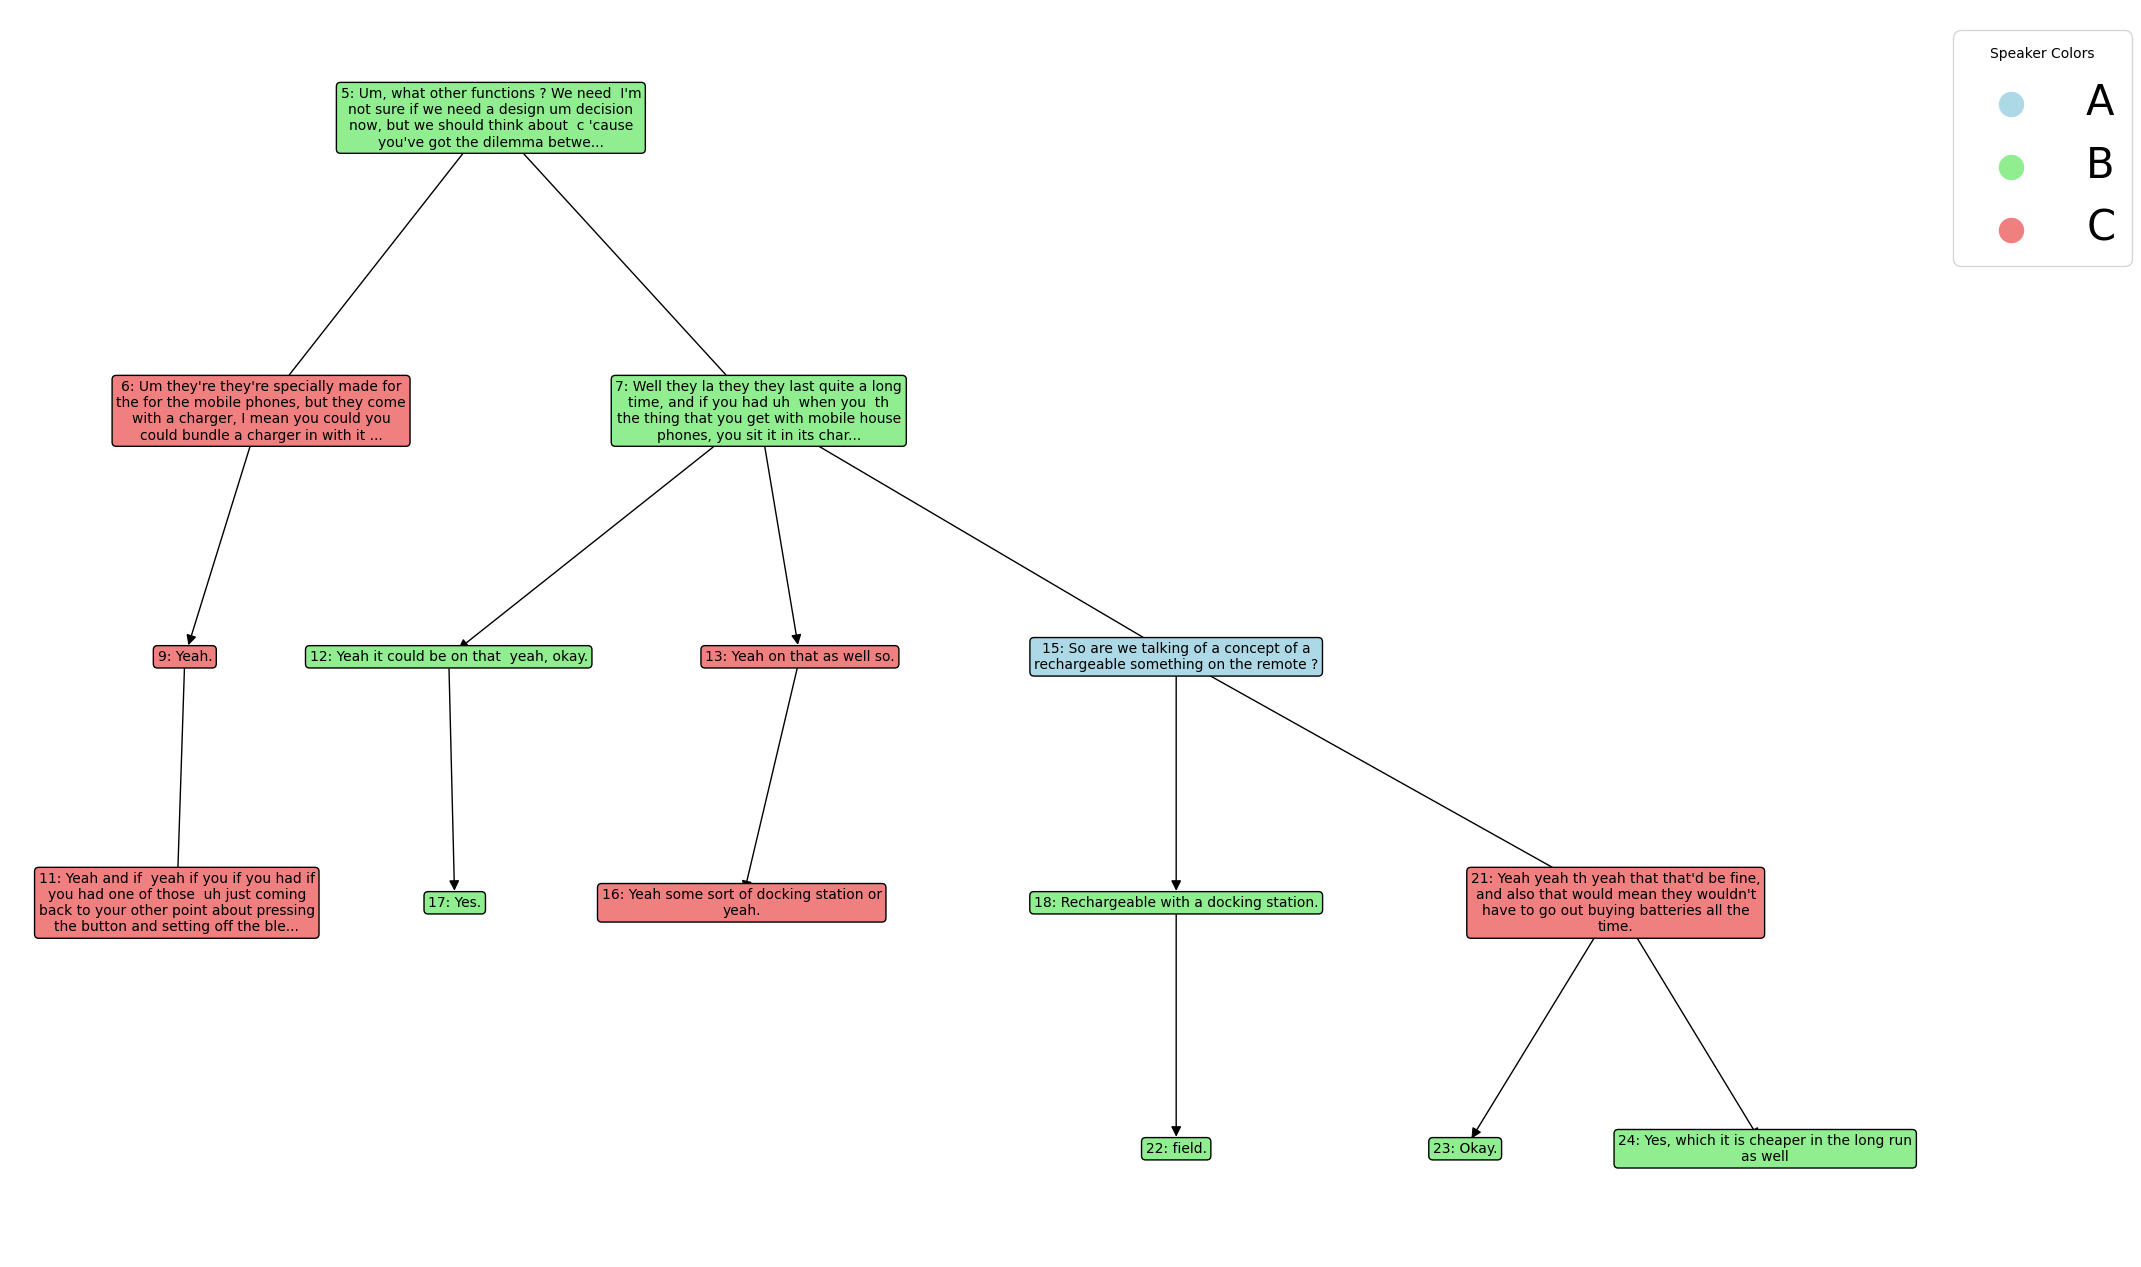 Speaker Colors
A
B
C
5: Um, what other functions ? We need  I'm
not sure if we need a design um decision
now, but we should think about  c 'cause
you've got the dilemma betwe...
6: Um they're they're specially made for
the for the mobile phones, but they come
with a charger, I mean you could you
could bundle a charger in with it ...
7: Well they la they they last quite a long
time, and if you had uh  when you  th
the thing that you get with mobile house
phones, you sit it in its char...
9: Yeah.
12: Yeah it could be on that  yeah, okay.
13: Yeah on that as well so.
15: So are we talking of a concept of a
rechargeable something on the remote ?
11: Yeah and if  yeah if you if you had if
you had one of those  uh just coming
back to your other point about pressing
the button and setting off the ble...
17: Yes.
16: Yeah some sort of docking station or
yeah.
18: Rechargeable with a docking station.
21: Yeah yeah th yeah that that'd be fine,
and also that would mean they wouldn't
have to go out buying batteries all the
time.
22: field.
23: Okay.
24: Yes, which it is cheaper in the long run
as well